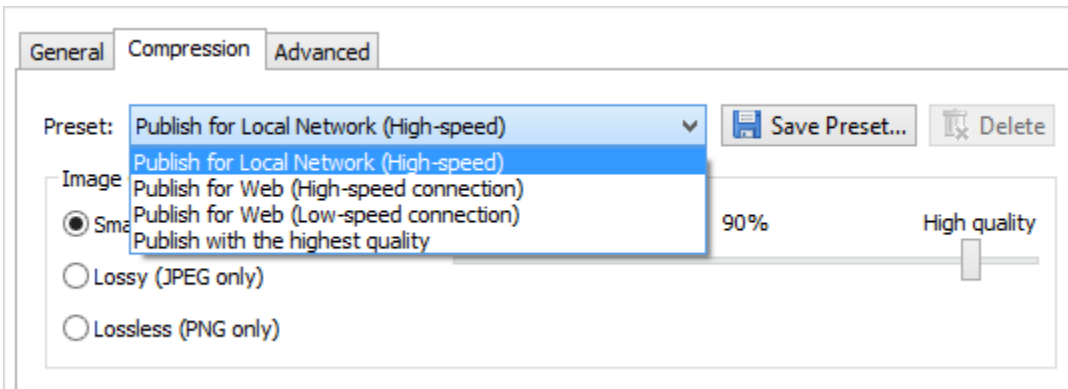 General Compression Advanced
Preset: Publish for Local Network (High-speed) Save Preset... Delete
Publish for Local Network (High-speed)
Image
Publish for Web (High-speed connection)
Publish for Web (Low-speed connection) 90% High quality
Publish with the highest quality
Lossy (JPEG only)
Lossless (PNG only)